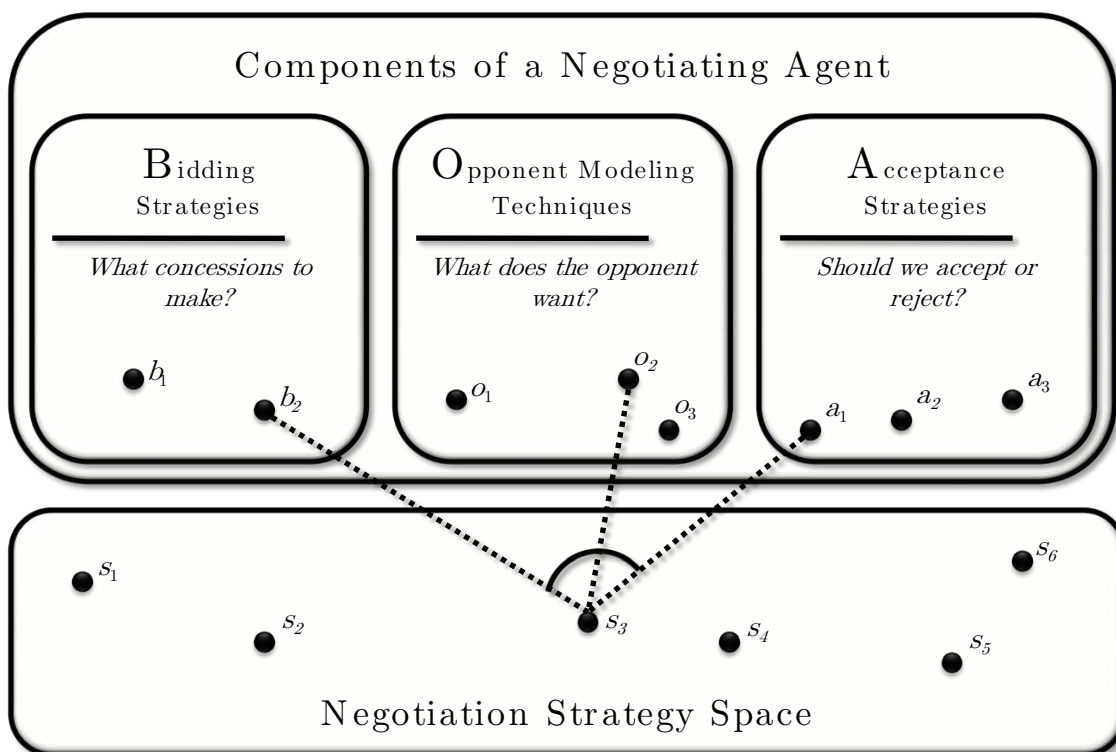 Components of a Negotiating Agent
Bidding
Strategies
What concessions to
make?
b₁
b₂
Opponent Modeling
Techniques
What does the opponent
want?
o₁
o₂
o₃
Acceptance
Strategies
Should we accept or
reject?
a₁
a₂
a₃
s₁
s₂
s₃
s₄
s₅
s₆
Negotiation Strategy Space